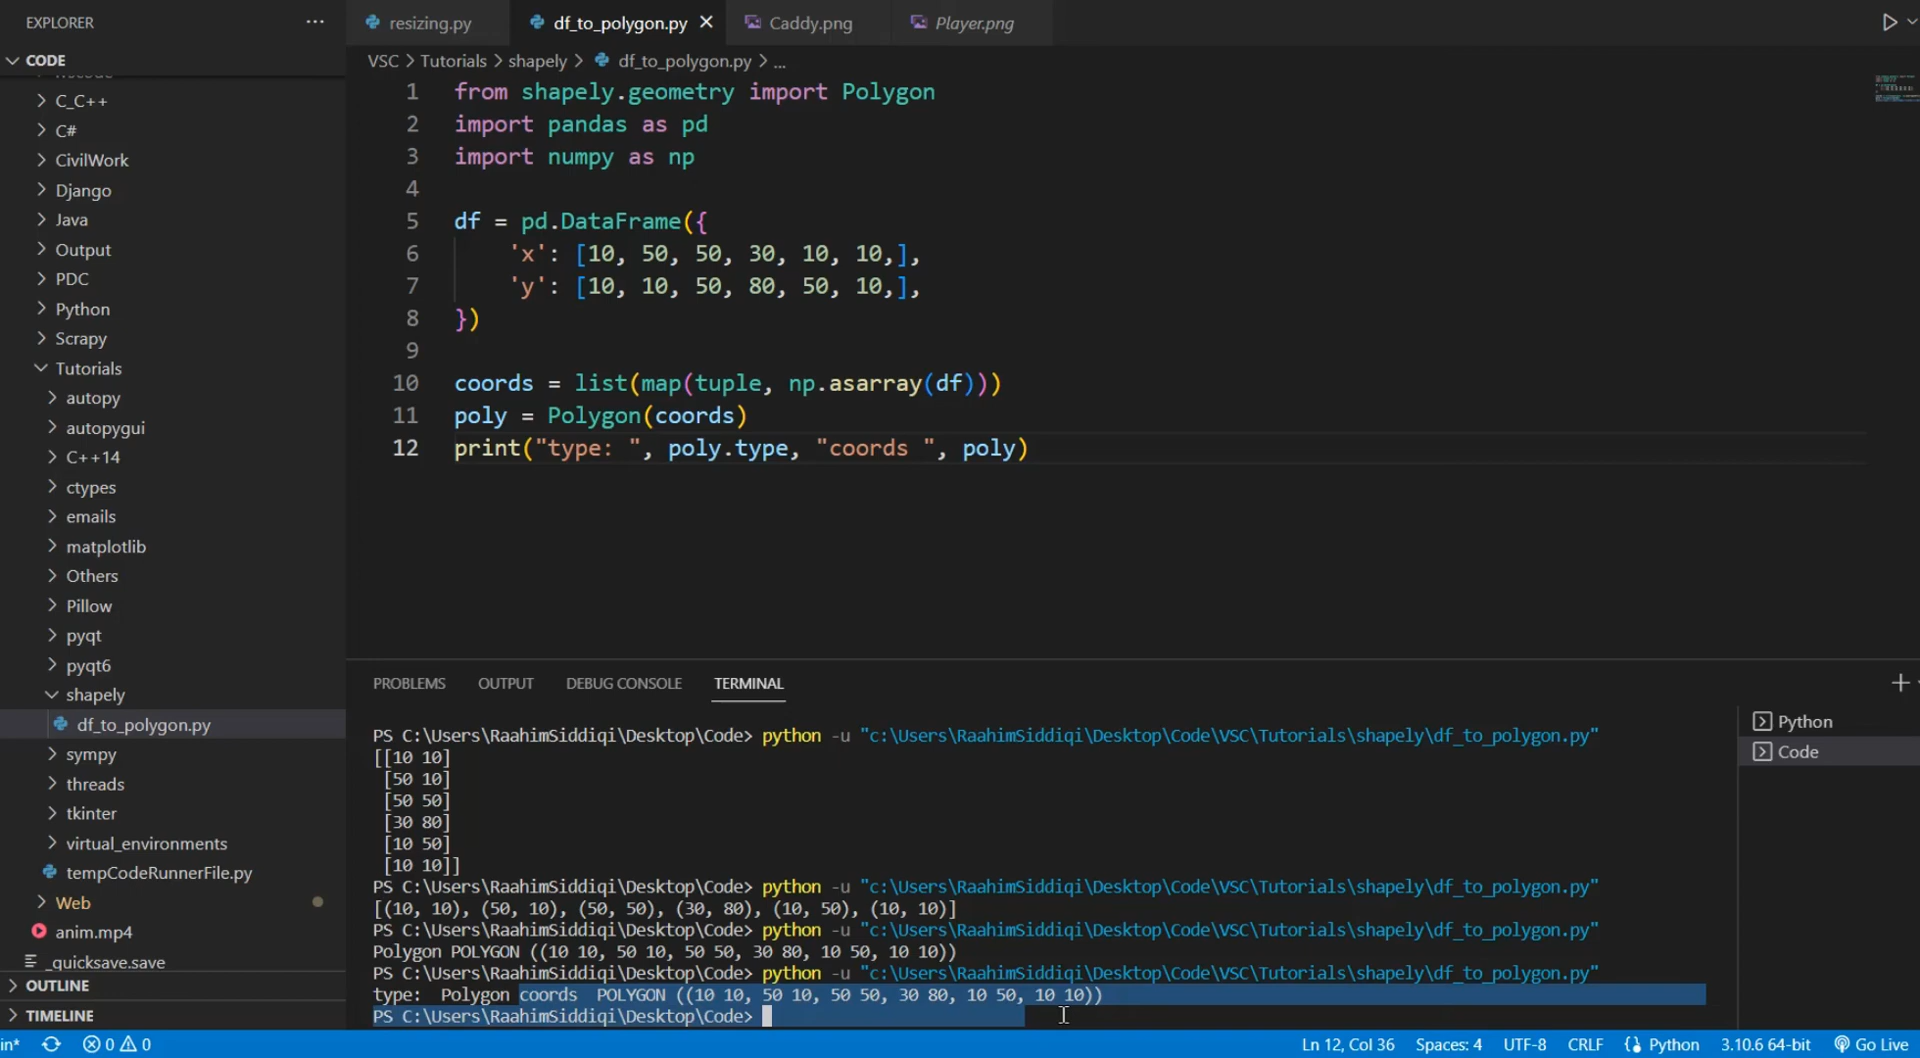 EXPLORER ...
resizing.py df_to_polygon.py Caddy.png Player.png
CODE
VSC > Tutorials > shapely > df_to_polygon.py > ...
C_C++
C#
CivilWork
Django
Java
Output
PDC
Python
Scrapy
Tutorials
autopy
autopygui
C++14
ctypes
emails
matplotlib
Others
Pillow
pyqt
pyqt6
shapely
df_to_polygon.py
sympy
threads
tkinter
virtual_environments
tempCodeRunnerFile.py
Web
anim.mp4
_quicksave.save
OUTLINE
TIMELINE
1 from shapely.geometry import Polygon
2 import pandas as pd
3 import numpy as np
4
5 df = pd.DataFrame({
6 'x': [10, 50, 50, 30, 10, 10,],
7 'y': [10, 10, 50, 80, 50, 10,],
8 })
9
10 coords = list(map(tuple, np.asarray(df)))
11 poly = Polygon(coords)
12 print("type: ", poly.type, "coords ", poly)
PROBLEMS OUTPUT DEBUG CONSOLE TERMINAL
PS C:\Users\RaahimSiddiqi\Desktop\Code> python -u "c:\Users\RaahimSiddiqi\Desktop\Code\VSC\Tutorials\shapely\df_to_polygon.py"
[[10 10]
[50 10]
[50 50]
[30 80]
[10 50]
[10 10]]
PS C:\Users\RaahimSiddiqi\Desktop\Code> python -u "c:\Users\RaahimSiddiqi\Desktop\Code\VSC\Tutorials\shapely\df_to_polygon.py"
[(10, 10), (50, 10), (50, 50), (30, 80), (10, 50), (10, 10)]
PS C:\Users\RaahimSiddiqi\Desktop\Code> python -u "c:\Users\RaahimSiddiqi\Desktop\Code\VSC\Tutorials\shapely\df_to_polygon.py"
Polygon POLYGON ((10 10, 50 10, 50 50, 30 80, 10 50, 10 10))
PS C:\Users\RaahimSiddiqi\Desktop\Code> python -u "c:\Users\RaahimSiddiqi\Desktop\Code\VSC\Tutorials\shapely\df_to_polygon.py"
type:  Polygon coords  POLYGON ((10 10, 50 10, 50 50, 30 80, 10 50, 10 10))
PS C:\Users\RaahimSiddiqi\Desktop\Code>
Python
Code
in* 0 0 Ln 12, Col 36 Spaces: 4 UTF-8 CRLF Python 3.10.6 64-bit Go Live